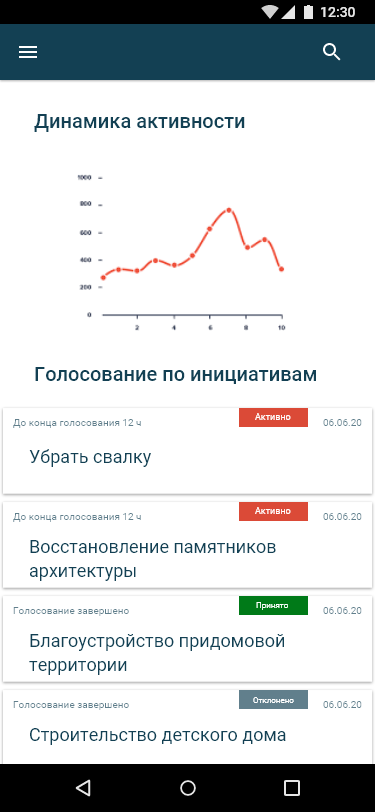 12:30
Динамика активности
1000
800
600
400
200
0
2 4 6 8 10
Голосование по инициативам
До конца голосования 12 ч Активно 06.06.20
Убрать свалку
До конца голосования 12 ч Активно 06.06.20
Восстановление памятников
архитектуры
Голосование завершено Принято 06.06.20
Благоустройство придомовой
территории
Голосование завершено Отклонено 06.06.20
Строительство детского дома